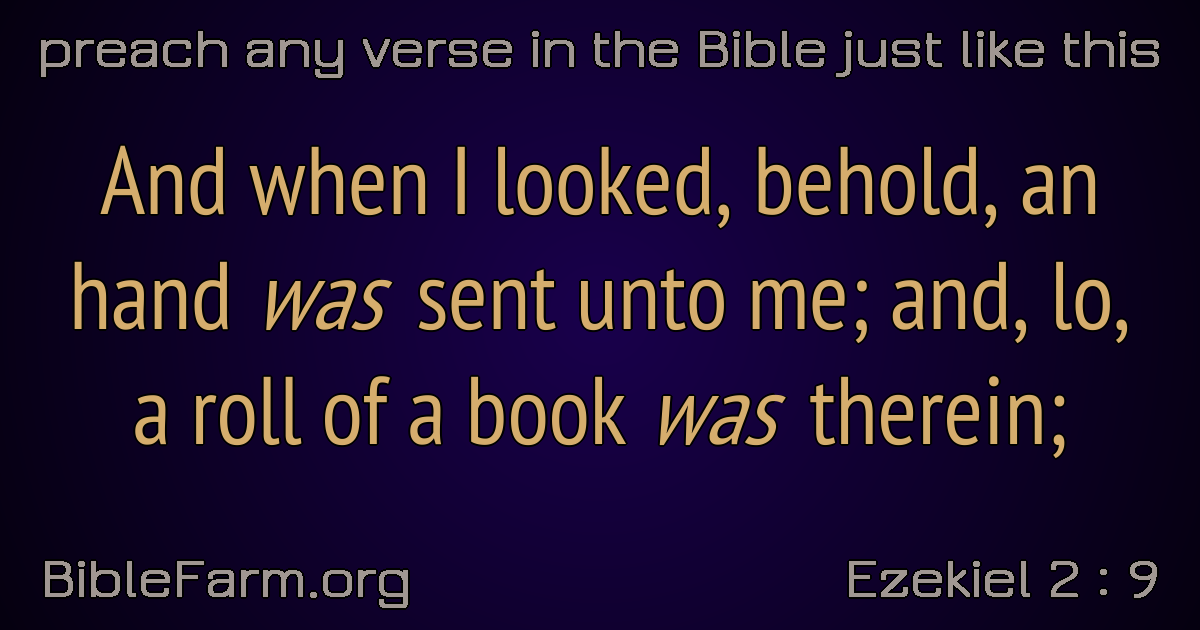 preach any verse in the Bible just like this
And when I looked, behold, an
hand was sent unto me; and, lo,
a roll of a book was therein;
BibleFarm.org
Ezekiel 2 : 9